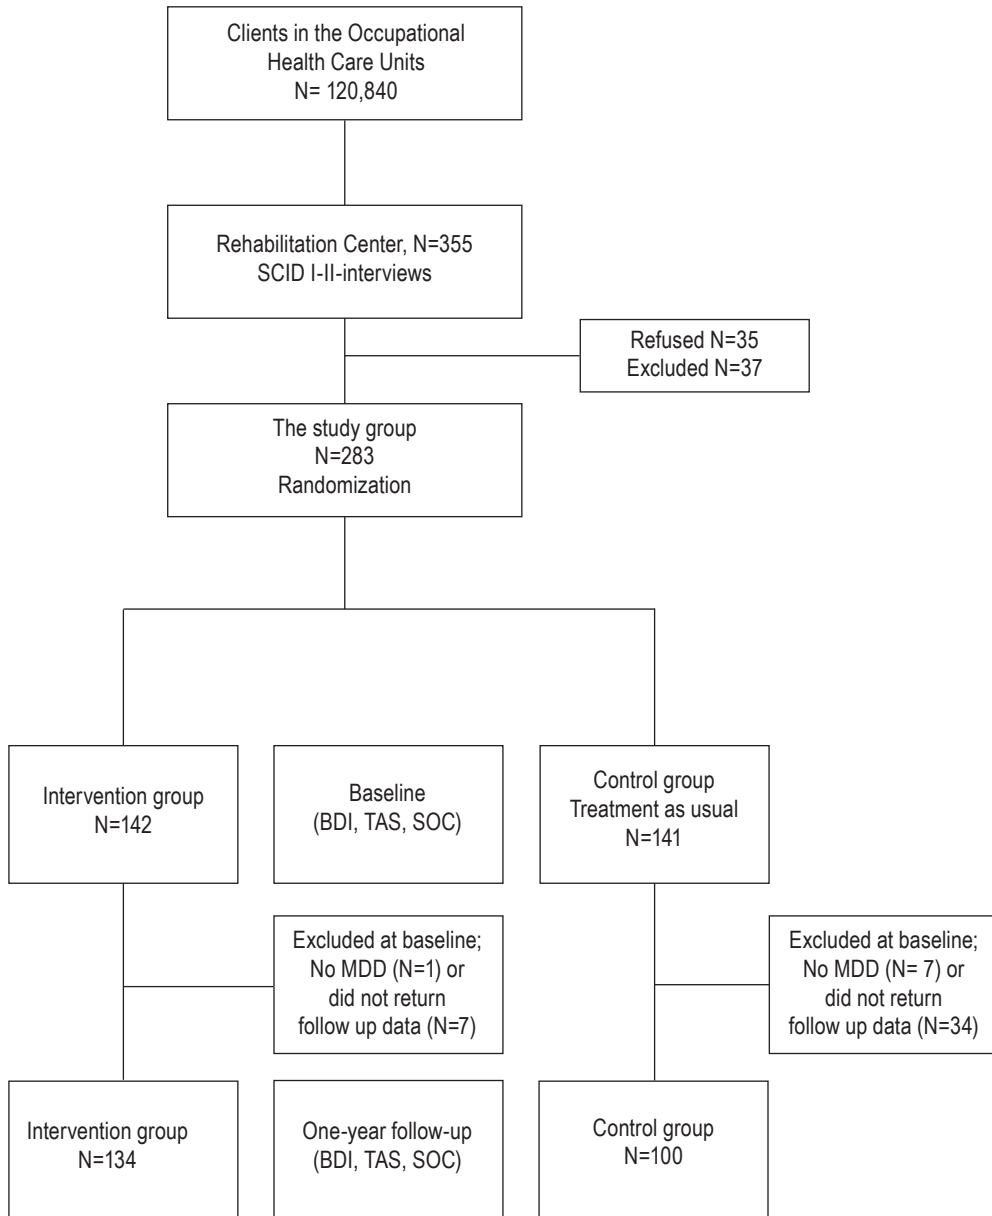 Clients in the Occupational
Health Care Units
N= 120,840
Rehabilitation Center, N=355
SCID I-II-interviews
Refused N=35
Excluded N=37
The study group
N=283
Randomization
Intervention group
N=142
Baseline
(BDI, TAS, SOC)
Control group
Treatment as usual
N=141
Excluded at baseline;
No MDD (N=1) or
did not return
follow up data (N=7)
Excluded at baseline;
No MDD (N= 7) or
did not return
follow up data (N=34)
Intervention group
N=134
One-year follow-up
(BDI, TAS, SOC)
Control group
N=100